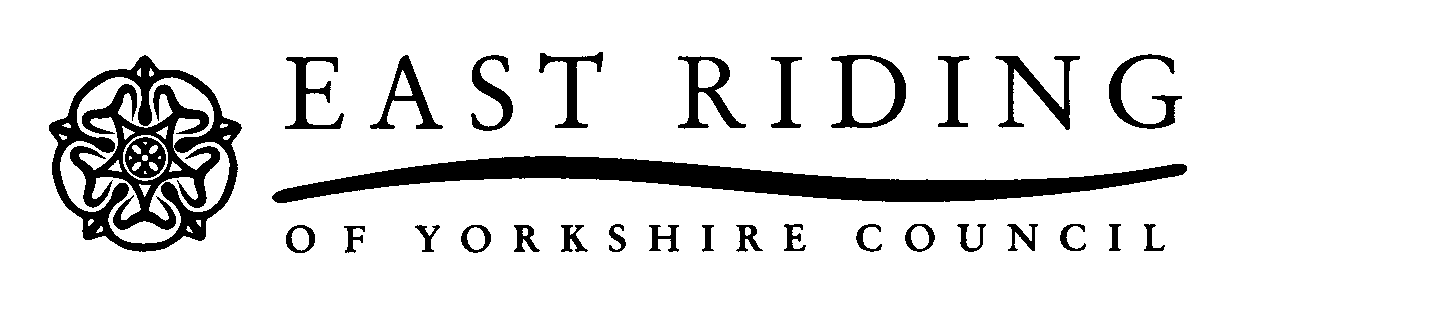 EAST RIDING
OF YORKSHIRE COUNCIL